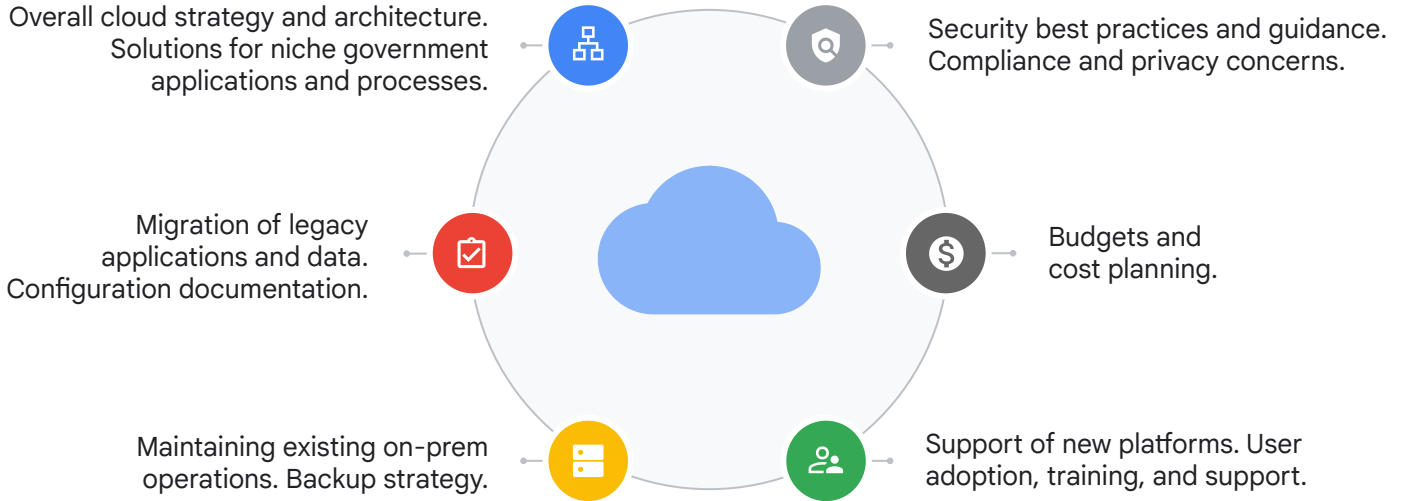 Overall cloud strategy and architecture.
Solutions for niche government
applications and processes.
Security best practices and guidance.
Compliance and privacy concerns.
Migration of legacy
applications and data.
Configuration documentation.
Budgets and
cost planning.
Maintaining existing on-prem
operations. Backup strategy.
Support of new platforms. User
adoption, training, and support.